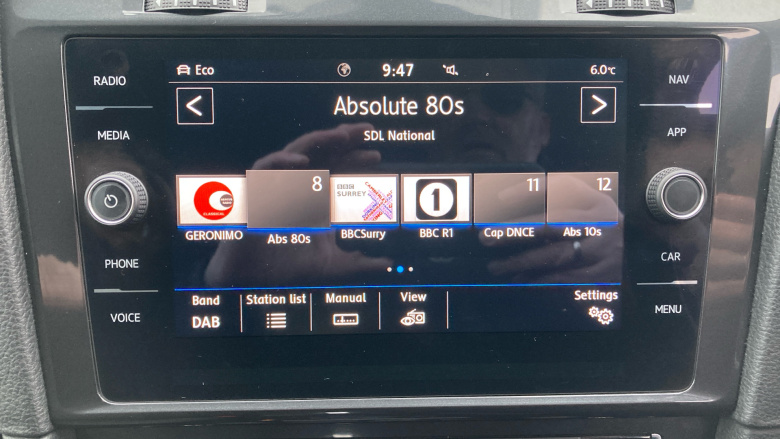 RADIO
MEDIA
PHONE
VOICE
Eco
9:47
6.0°C
<
Absolute 80s
>
SDL National
GERONIMO
8
Abs 80s
BBC
SURREY
BBCSurry
1
BBC R1
11
Cap DNCE
12
Abs 10s
Band
DAB
Station list
Manual
View
Settings
NAV
APP
CAR
MENU